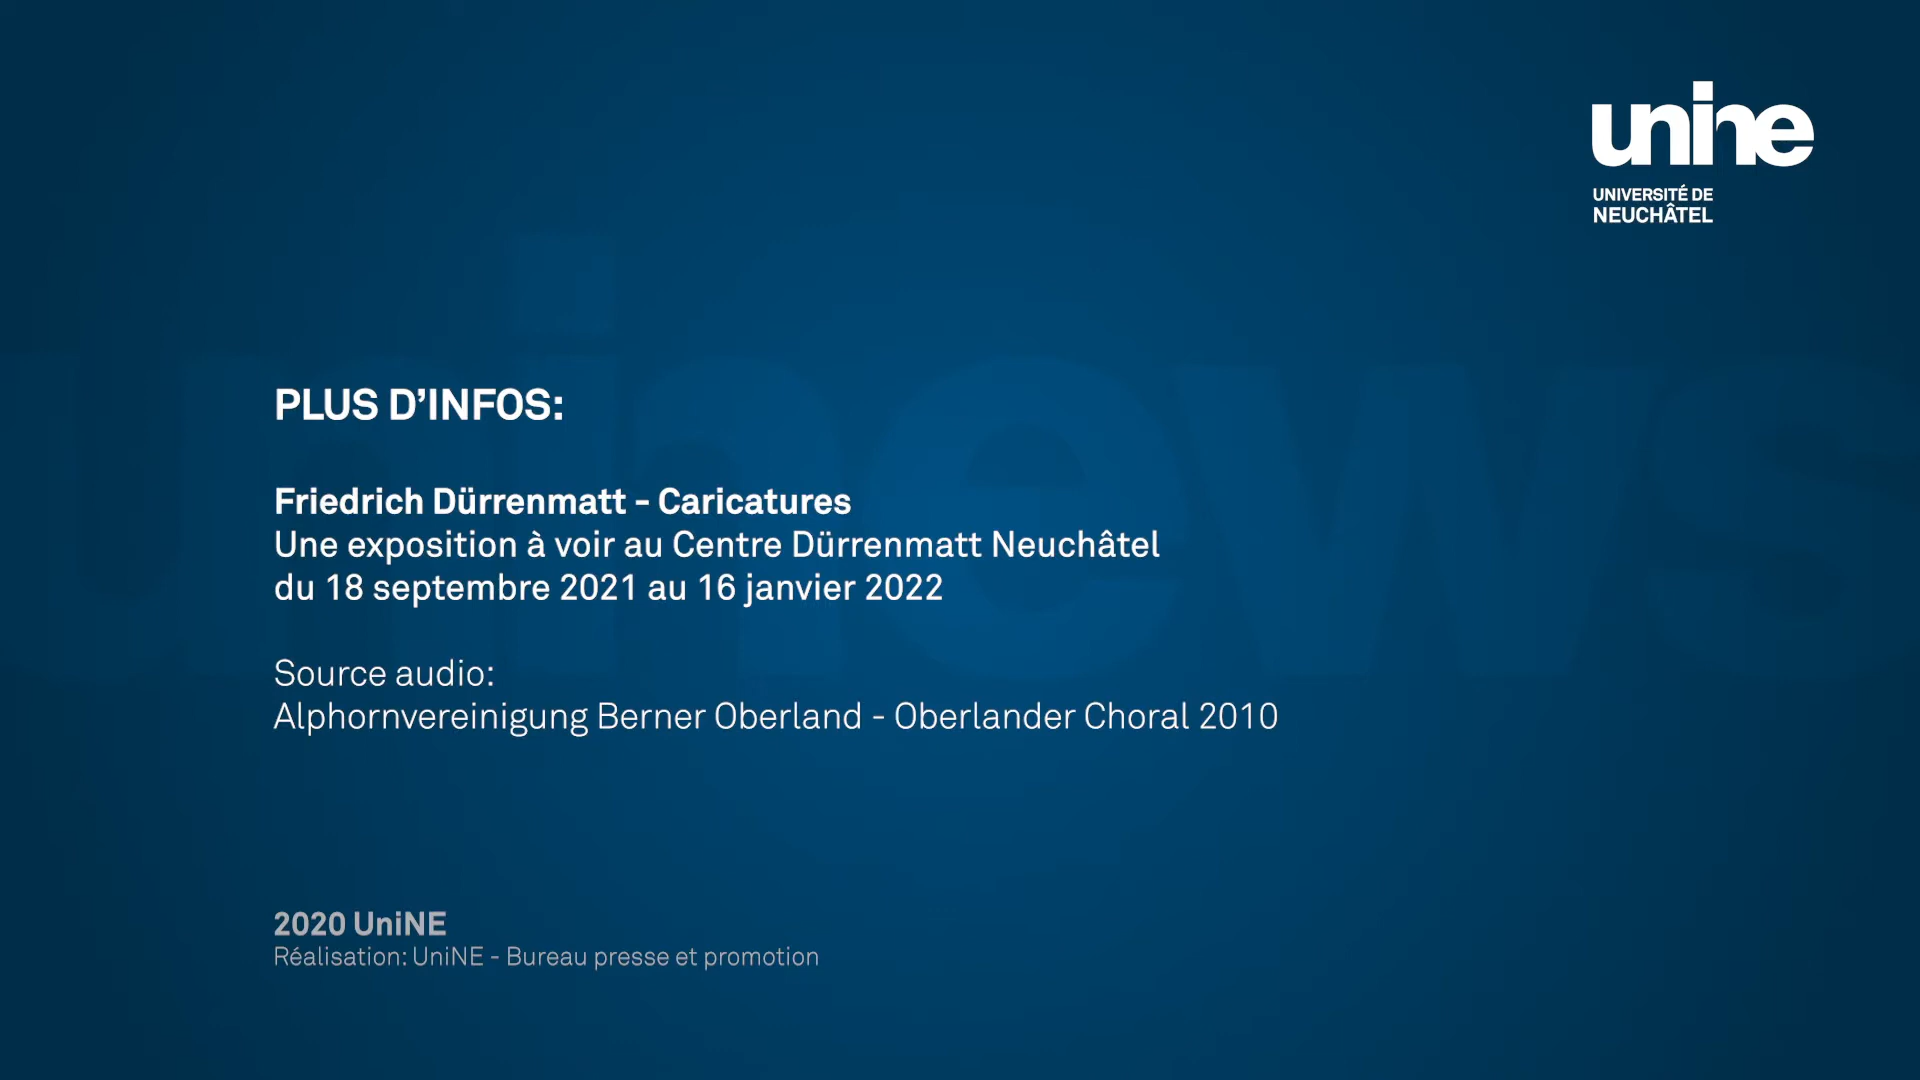 unine
UNIVERSITÉ DE
NEUCHÂTEL
uninews
PLUS D’INFOS:
Friedrich Dürrenmatt - Caricatures
Une exposition à voir au Centre Dürrenmatt Neuchâtel
du 18 septembre 2021 au 16 janvier 2022
Source audio:
Alphornvereinigung Berner Oberland - Oberlander Choral 2010
2020 UniNE
Réalisation: UniNE - Bureau presse et promotion